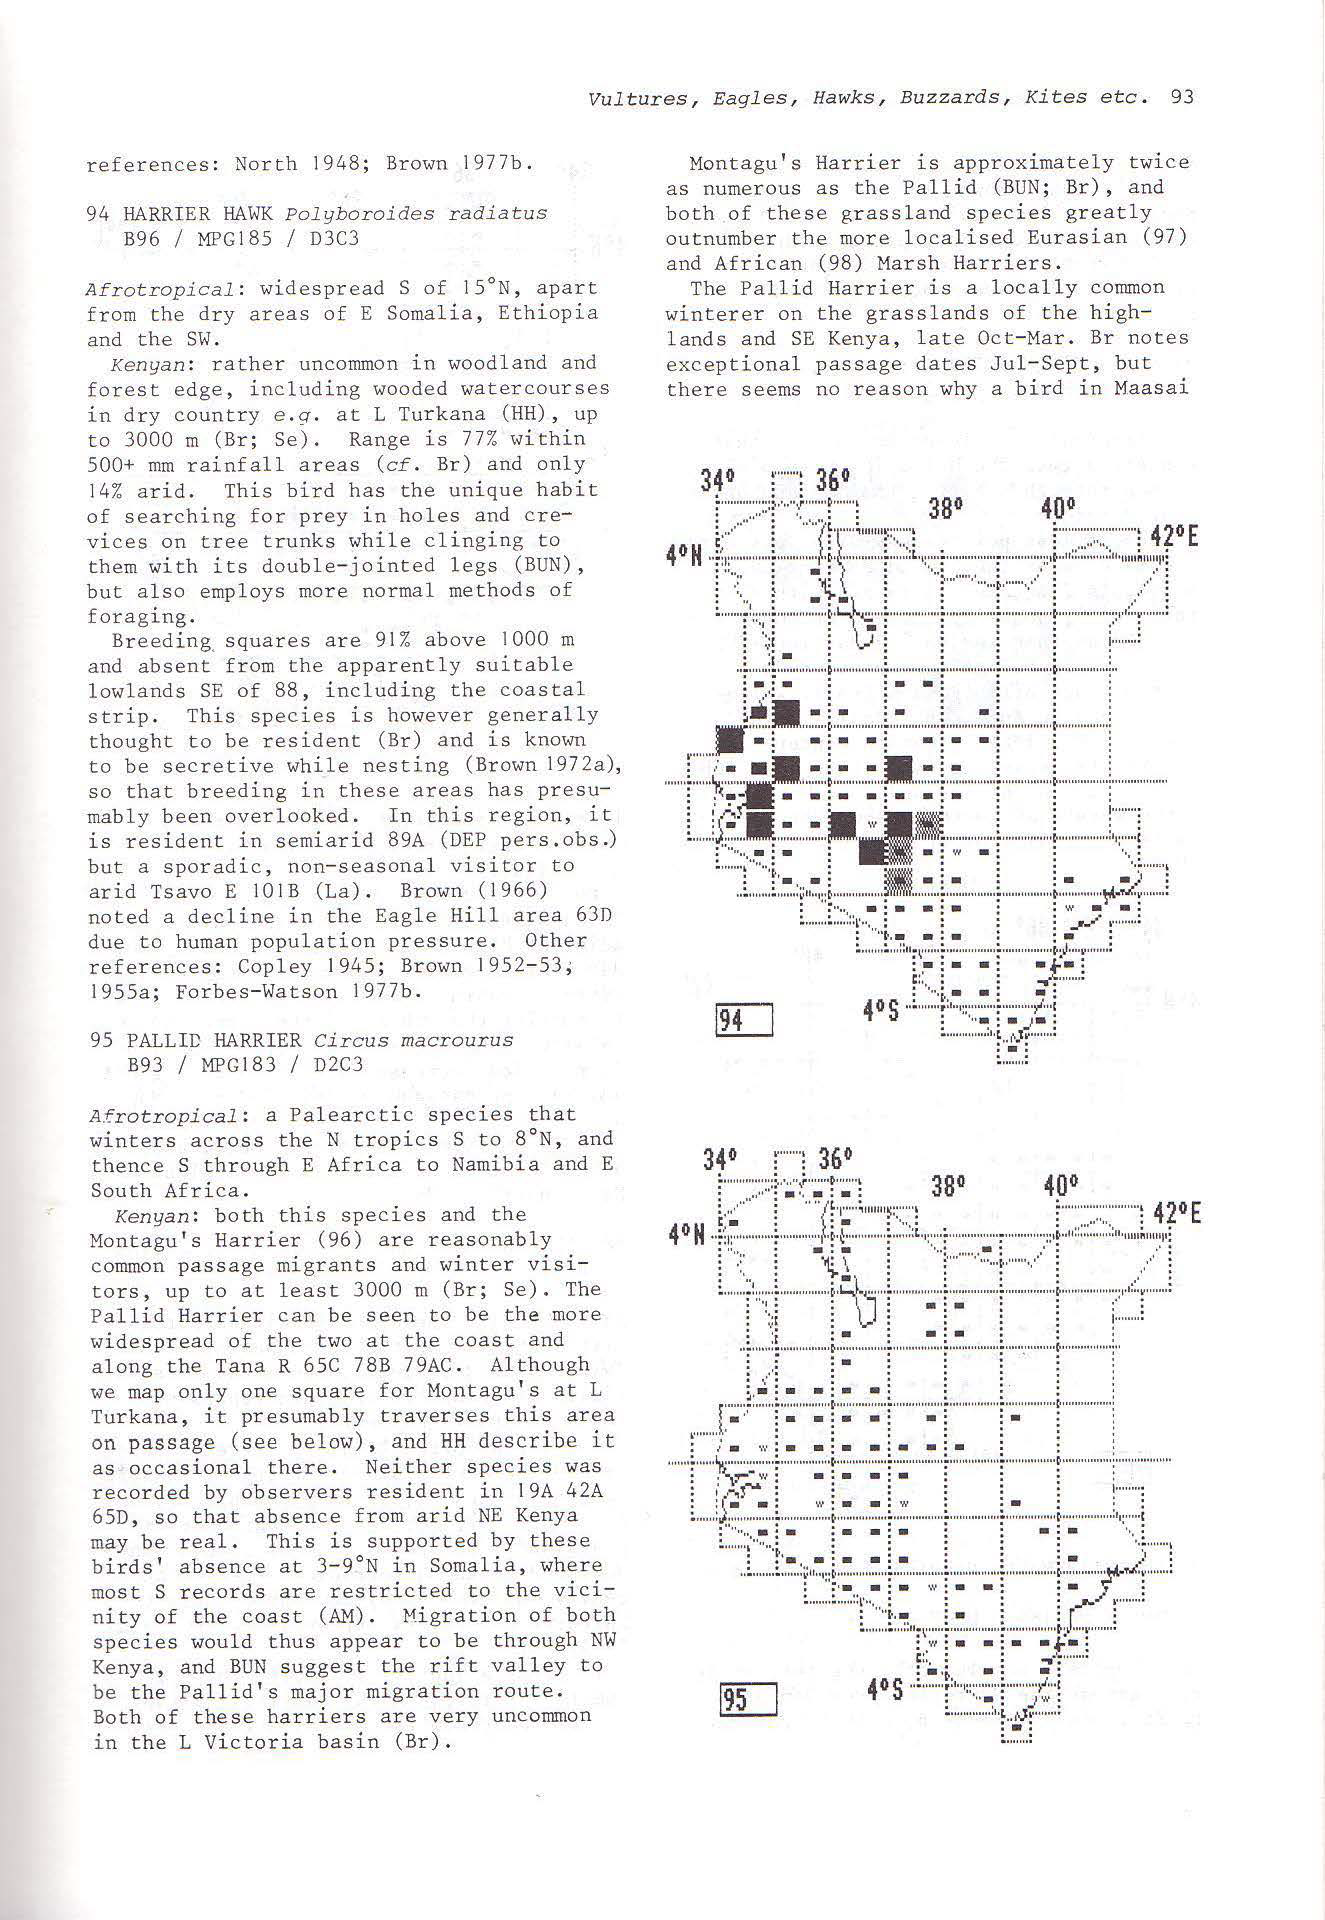 Vultures, Eagles, Hawks, Buzzards, Kites etc. 93
references: North 1948; Brown 1977b.
94 HARRIER HAWK Polyboroides radiatus
B96 / MPG185 / D3C3
Afrotropical: widespread S of 15°N, apart
from the dry areas of E Somalia, Ethiopia
and the SW.
Kenyan: rather uncommon in woodland and
forest edge, including wooded watercourses
in dry country e.g. at L Turkana (HH), up
to 3000 m (Br; Se). Range is 77% within
500+ mm rainfall areas (cf. Br) and only
14% arid. This bird has the unique habit
of searching for prey in holes and cre-
vices on tree trunks while clinging to
them with its double-jointed legs (BUN),
but also employs more normal methods of
foraging.
Breeding squares are 91% above 1000 m
and absent from the apparently suitable
lowlands SE of 88, including the coastal
strip. This species is however generally
thought to be resident (Br) and is known
to be secretive while nesting (Brown 1972a),
so that breeding in these areas has presu-
mably been overlooked. In this region, it
is resident in semiarid 89A (DEP pers.obs.)
but a sporadic, non-seasonal visitor to
arid Tsavo E 101B (La). Brown (1966)
noted a decline in the Eagle Hill area 63D
due to human population pressure. Other
references: Copley 1945; Brown 1952-53,
1955a; Forbes-Watson 1977b.
95 PALLID HARRIER Circus macrourus
B93 / MPG183 / D2C3
Afrotropical: a Palearctic species that
winters across the N tropics S to 8°N, and
thence S through E Africa to Namibia and E
South Africa.
Kenyan: both this species and the
Montagu's Harrier (96) are reasonably
common passage migrants and winter visi-
tors, up to at least 3000 m (Br; Se). The
Pallid Harrier can be seen to be the more
widespread of the two at the coast and
along the Tana R 65C 78B 79AC. Although
we map only one square for Montagu's at L
Turkana, it presumably traverses this area
on passage (see below), and HH describe it
as occasional there. Neither species was
recorded by observers resident in 19A 42A
65D, so that absence from arid NE Kenya
may be real. This is supported by these
birds' absence at 3-9°N in Somalia, where
most S records are restricted to the vici-
nity of the coast (AM). Migration of both
species would thus appear to be through NW
Kenya, and BUN suggest the rift valley to
be the Pallid's major migration route.
Both of these harriers are very uncommon
in the L Victoria basin (Br).
Montagu's Harrier is approximately twice
as numerous as the Pallid (BUN; Br), and
both of these grassland species greatly
outnumber the more localised Eurasian (97)
and African (98) Marsh Harriers.
The Pallid Harrier is a locally common
winterer on the grasslands of the high-
lands and SE Kenya, late Oct-Mar. Br notes
exceptional passage dates Jul-Sept, but
there seems no reason why a bird in Maasai
34° 36°
38° 40°
42°E
4°N
w
w
w
4°S
94
34° 36°
38° 40°
42°E
4°N
w
w
w w
w
w
w
4°S
95